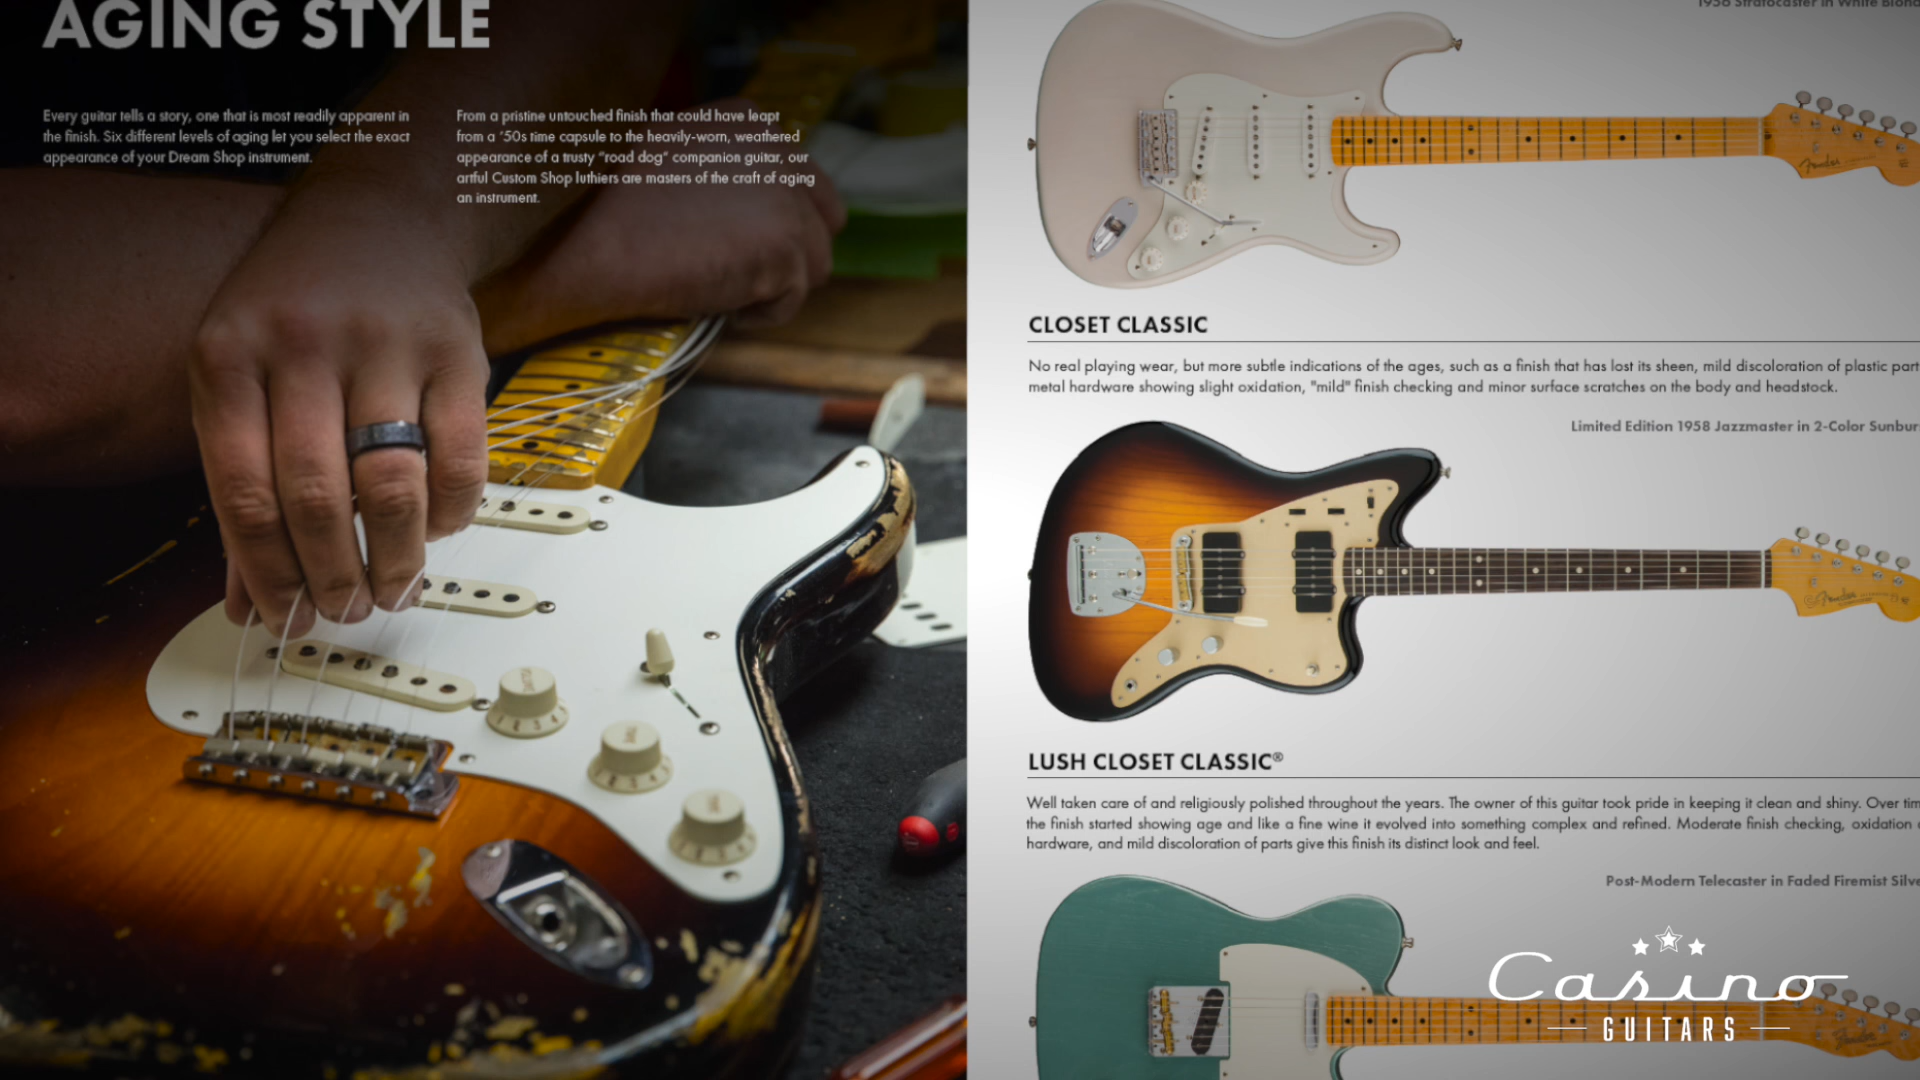 AGING STYLE
Every guitar tells a story, one that is most readily apparent in
the finish. Six different levels of aging let you select the exact
appearance of your Dream Shop instrument.
From a pristine untouched finish that could have leapt
from a ’50s time capsule to the heavily-worn, weathered
appearance of a trusty “road dog” companion guitar, our
artful Custom Shop luthiers are masters of the craft of aging
an instrument.
1956 Stratocaster in White Blond
CLOSET CLASSIC
No real playing wear, but more subtle indications of the ages, such as a finish that has lost its sheen, mild discoloration of plastic part
metal hardware showing slight oxidation, "mild" finish checking and minor surface scratches on the body and headstock.
Limited Edition 1958 Jazzmaster in 2-Color Sunbur
LUSH CLOSET CLASSIC®
Well taken care of and religiously polished throughout the years. The owner of this guitar took pride in keeping it clean and shiny. Over tim
the finish started showing age and like a fine wine it evolved into something complex and refined. Moderate finish checking, oxidation
hardware, and mild discoloration of parts give this finish its distinct look and feel.
Post-Modern Telecaster in Faded Firemist Silve
Fender
Fender
Fender
Casino
GUITARS